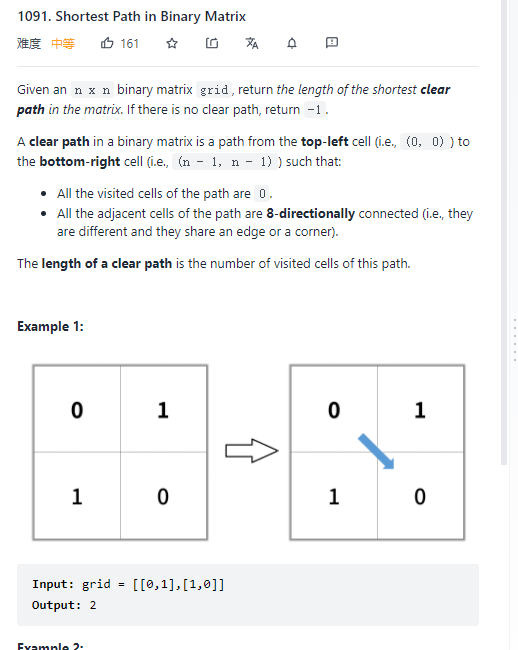 1091. Shortest Path in Binary Matrix
难度 中等 161
Given an n x n binary matrix grid, return the length of the shortest clear
path in the matrix. If there is no clear path, return -1.
A clear path in a binary matrix is a path from the top-left cell (i.e., (0, 0) ) to
the bottom-right cell (i.e., (n - 1, n - 1) ) such that:
• All the visited cells of the path are 0.
• All the adjacent cells of the path are 8-directionally connected (i.e., they
are different and they share an edge or a corner).
The length of a clear path is the number of visited cells of this path.
Example 1:
0 1 0 1
1 0 1 0
Input: grid = [[0,1],[1,0]]
Output: 2
Example 2: